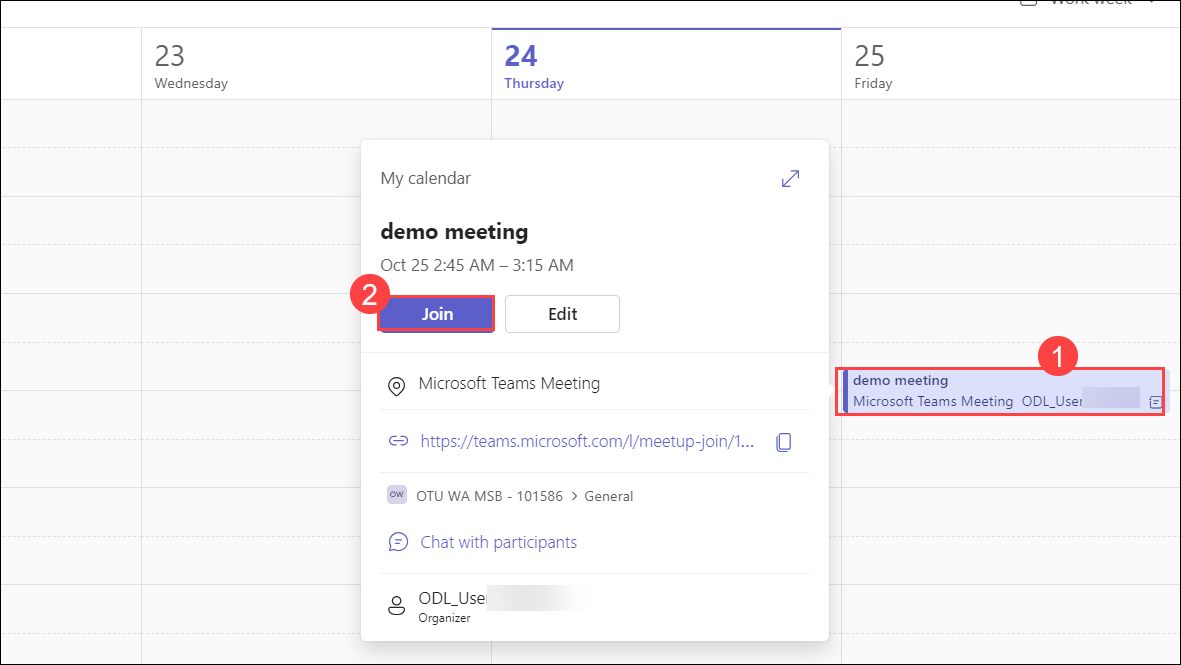 Work week
23
Wednesday
24
Thursday
25
Friday
My calendar
demo meeting
Oct 25 2:45 AM – 3:15 AM
2
Join
Edit
Microsoft Teams Meeting
https://teams.microsoft.com/l/meetup-join/1...
OW OTU WA MSB - 101586 > General
Chat with participants
ODL_User
Organizer
1
demo meeting
Microsoft Teams Meeting ODL_User